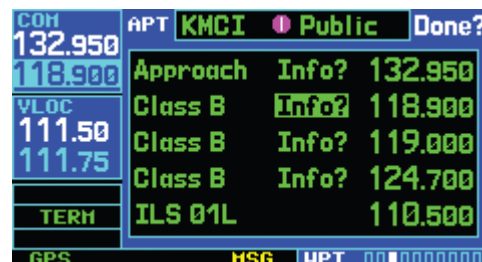 COM
132.950
118.900
VLOC
111.50
111.75
TERM
GPS
APT KMCI Public Done?
Approach Info? 132.950
Class B Info? 118.900
Class B Info? 119.000
Class B Info? 124.700
ILS 01L 110.500
MSG WPT